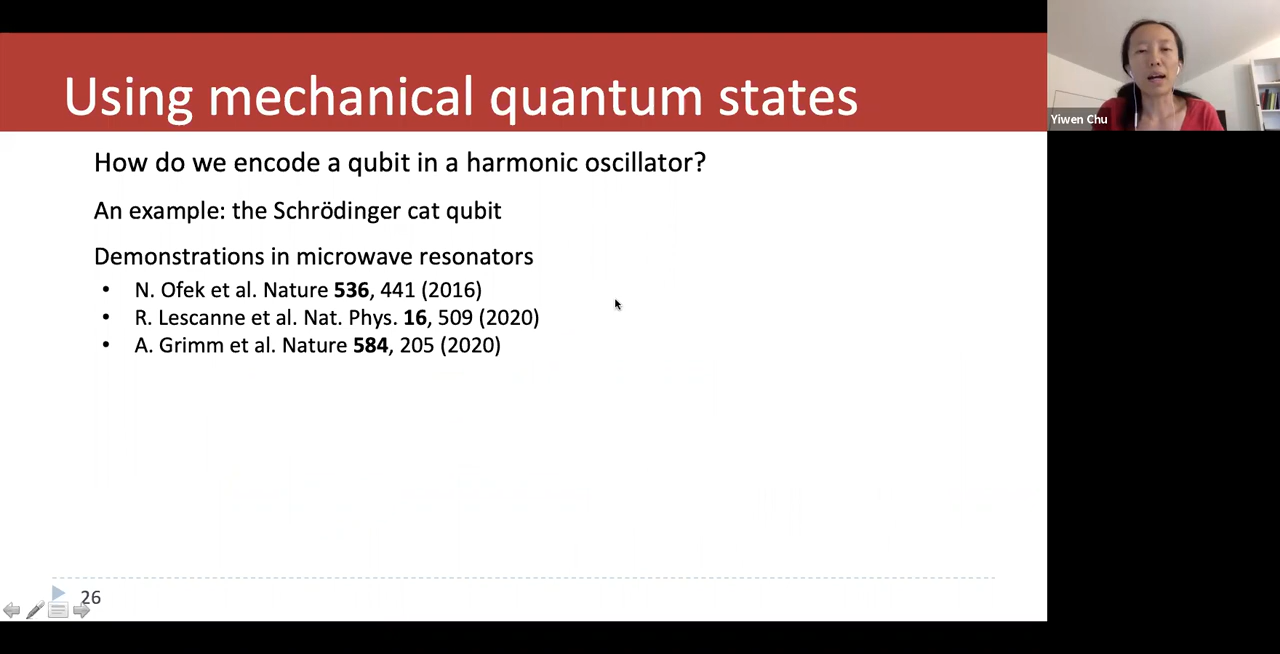 Using mechanical quantum states
Yiwen Chu
How do we encode a qubit in a harmonic oscillator?
An example: the Schrödinger cat qubit
Demonstrations in microwave resonators
• N. Ofek et al. Nature 536, 441 (2016)
• R. Lescanne et al. Nat. Phys. 16, 509 (2020)
• A. Grimm et al. Nature 584, 205 (2020)
26